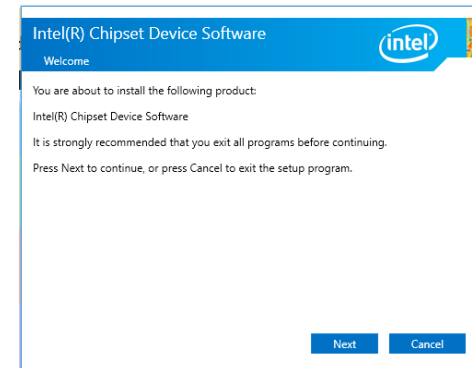 Intel(R) Chipset Device Software
intel
Welcome
You are about to install the following product:
Intel(R) Chipset Device Software
It is strongly recommended that you exit all programs before continuing.
Press Next to continue, or press Cancel to exit the setup program.
Next Cancel